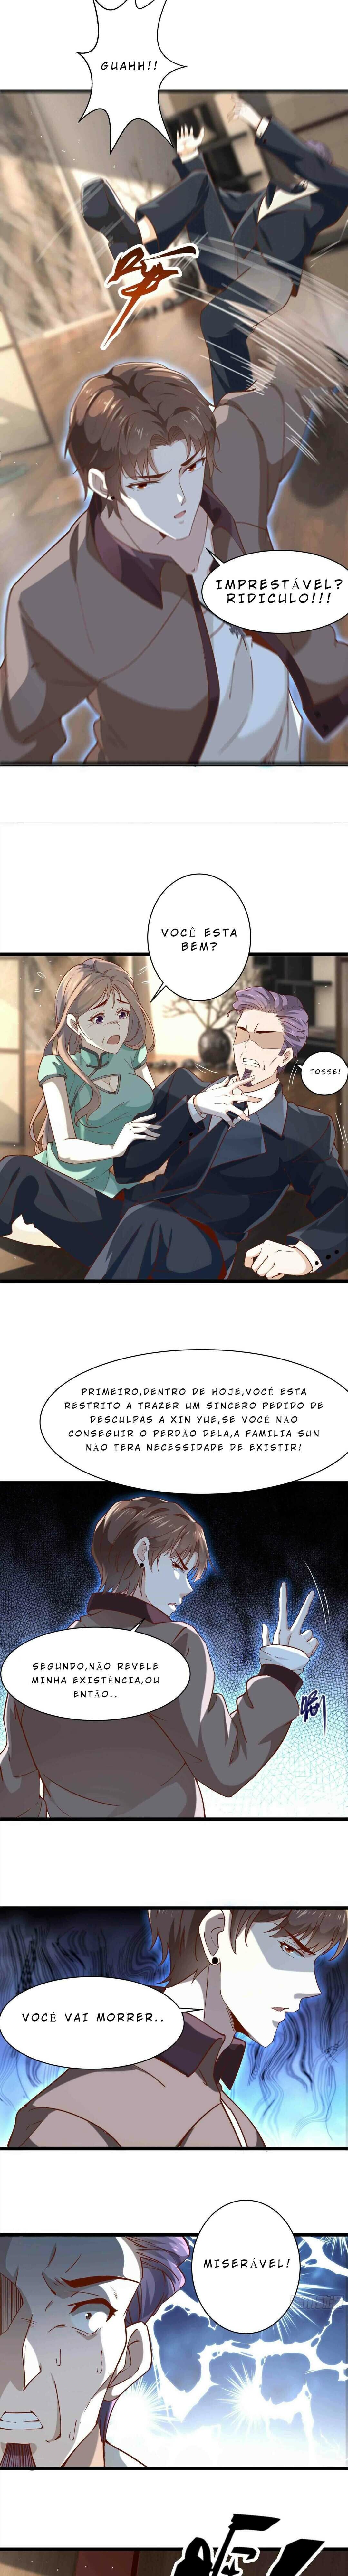 GUAHH!!
IMPRESTÁVEL?
RIDICULO!!!
VOCÊ ESTA
BEM?
TOSSE!
PRIMEIRO,DENTRO DE HOJE,VOCÉ ESTA
RESTRITO A TRAZER UM SINCERO PEDIDO DE
DESCULPAS A XIN YUE,SE VOCÊ NÃO
CONSEGUIR O PERDÃO DELA,A FAMILIA SUN
NÃO TERA NECESSIDADE DE EXISTIR!
SEGUNDO,NÃO REVELE
MINHA EXISTÊNCIA,OU
ENTÃO..
VOCÉ VAI MORRER..
MISERÁVEL!